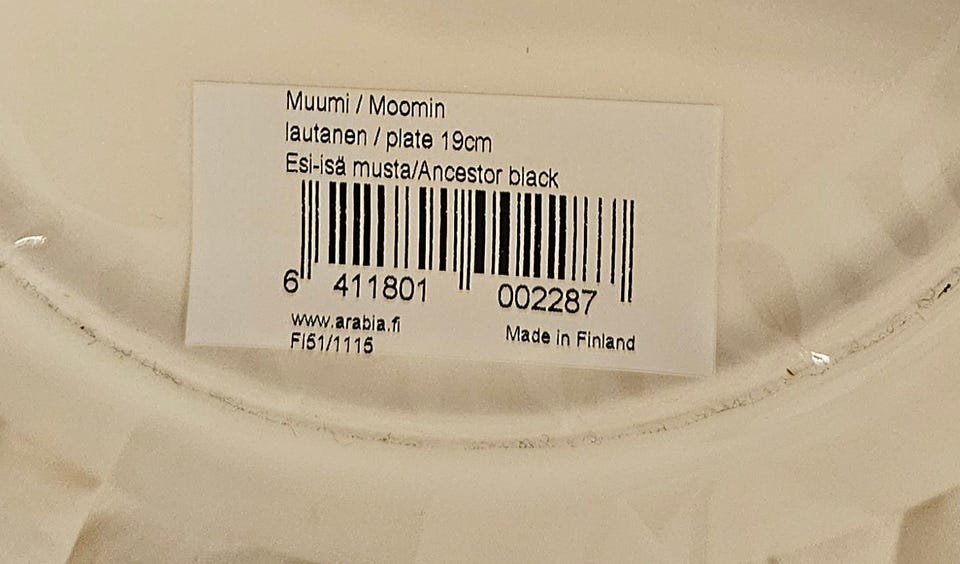 Muumi / Moomin
lautanen / plate 19cm
Esi-isä musta/Ancestor black
6 411801 002287
www.arabia.fi
FI51/1115
Made in Finland